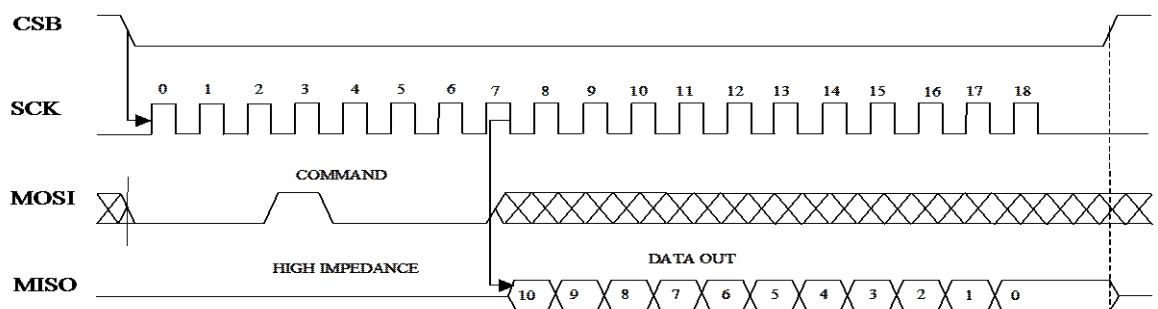 CSB
0 1 2 3 4 5 6 7 8 9 10 11 12 13 14 15 16 17 18
SCK
COMMAND
MOSI
HIGH IMPEDANCE DATA OUT
MISO
10 9 8 7 6 5 4 3 2 1 0